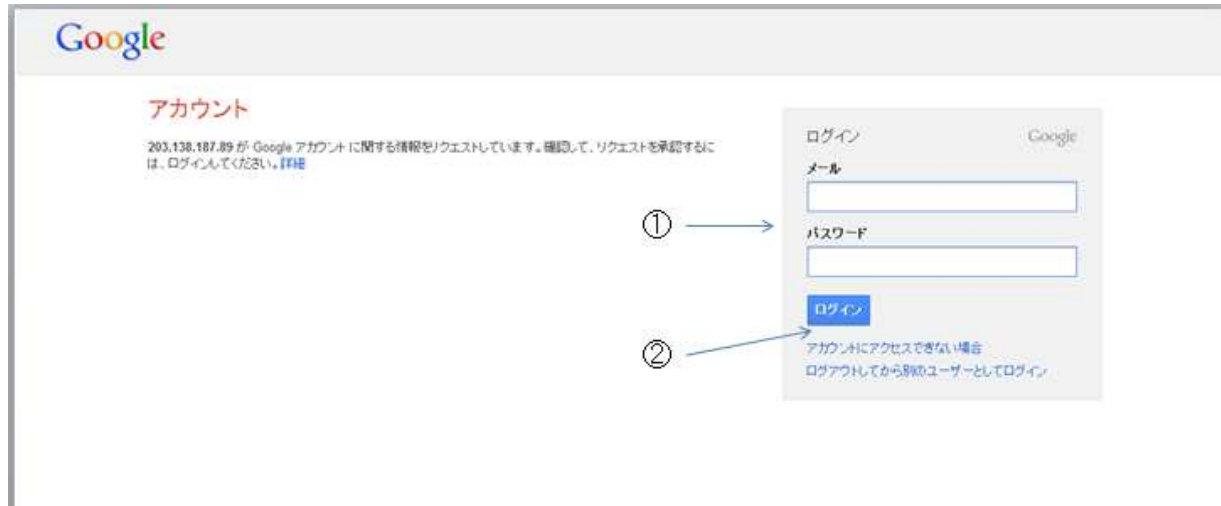 Google
アカウント
203.138.187.89 が Google アカウントに関する情報をリクエストしています。確認して、リクエストを承認するに
は、ログインしてください。詳細
ログイン Google
メール
①
パスワード
ログイン
②
アカウントにアクセスできない場合
ログアウトしてから別のユーザーとしてログイン